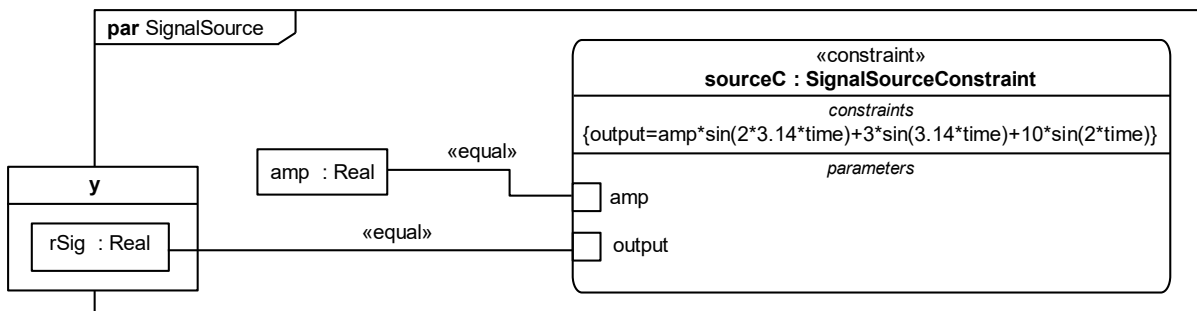 par SignalSource
«constraint»
sourceC : SignalSourceConstraint
constraints
{output=amp*sin(2*3.14*time)+3*sin(3.14*time)+10*sin(2*time)}
parameters
«equal»
amp : Real
amp
y
rSig : Real
«equal»
output